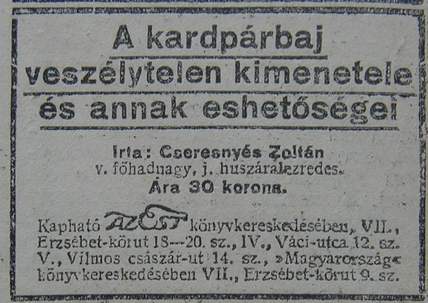 A kardpárbaj
veszélytelen kimenetele
és annak eshetőségei
Irta: Cseresnyés Zoltán
v. főhadnagy, j. huszáralezredes.
Ára 30 korona.
Kapható AZ EST könyvkereskedésében, VII.,
Erzsébet-körut 18—20. sz., IV., Váci-utca 12. sz.
V., Vilmos császár-ut 14. sz., »Magyarország«
könyvkereskedésében VII., Erzsébet-körut 9. sz.